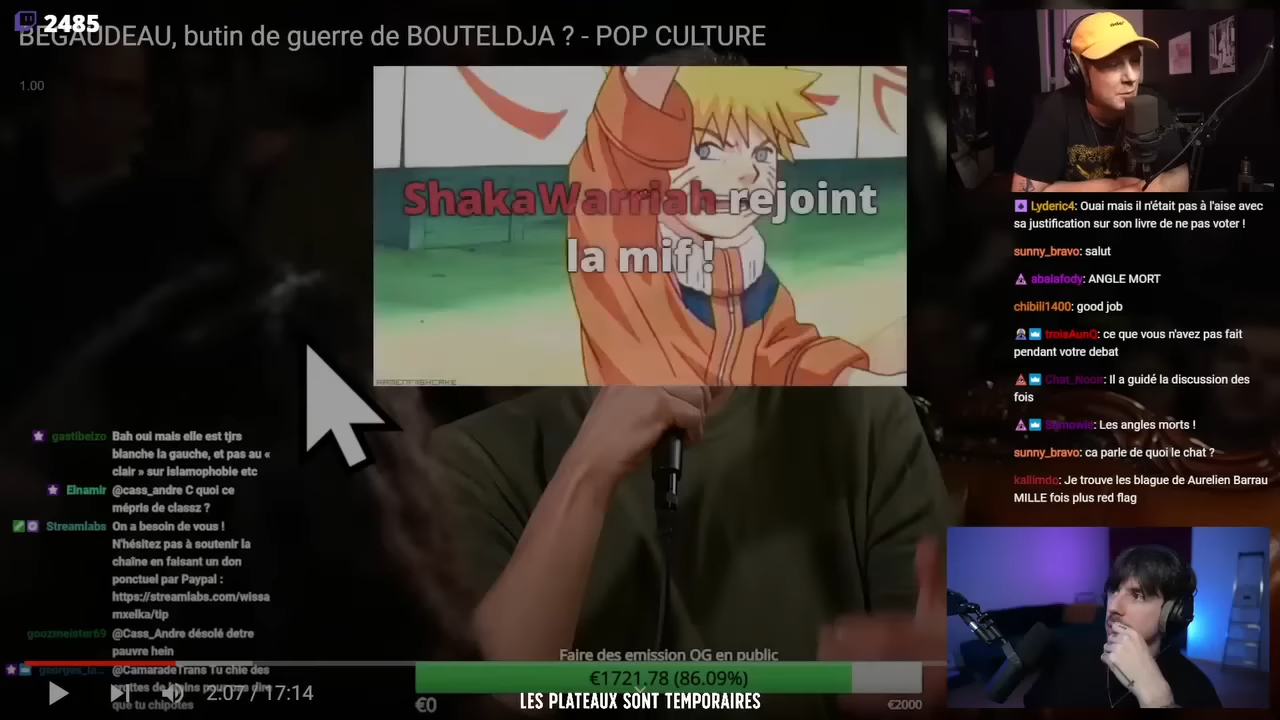 2485
BÉGAUDEAU, butin de guerre de BOUTELDJA ? - POP CULTURE
1.00
ShakaWarriah rejoint
la mif !
Lyderic4: Ouai mais il n'était pas à l'aise avec
sa justification sur son livre de ne pas voter !
sunny_bravo: salut
abalafody: ANGLE MORT
chibili1400: good job
troisAunQ: ce que vous n'avez pas fait
pendant votre debat
Chat_Noon: Il a guidé la discussion des
fois
Les angles morts !
sunny_bravo: ca parle de quoi le chat ?
kallimdo: Je trouve les blague de Aurelien Barrau
MILLE fois plus red flag
gastibelzo Bah oui mais elle est tjrs
blanche la gauche, et pas au «
clair » sur islamophobie etc
Elnamir @cass_andre C quoi ce
mépris de classz ?
Streamlabs On a besoin de vous !
N'hésitez pas à soutenir la
chaîne en faisant un don
ponctuel par Paypal :
https://streamlabs.com/wissa
mxelka/tip
goozmeister69 @Cass_Andre désolé detre
pauvre hein
@CamaradeTrans Tu chie des
que tu chipotes
2:07 / 17:14
Faire des emission OG en public
€1721.78 (86.09%)
€0
€2000
LES PLATEAUX SONT TEMPORAIRES